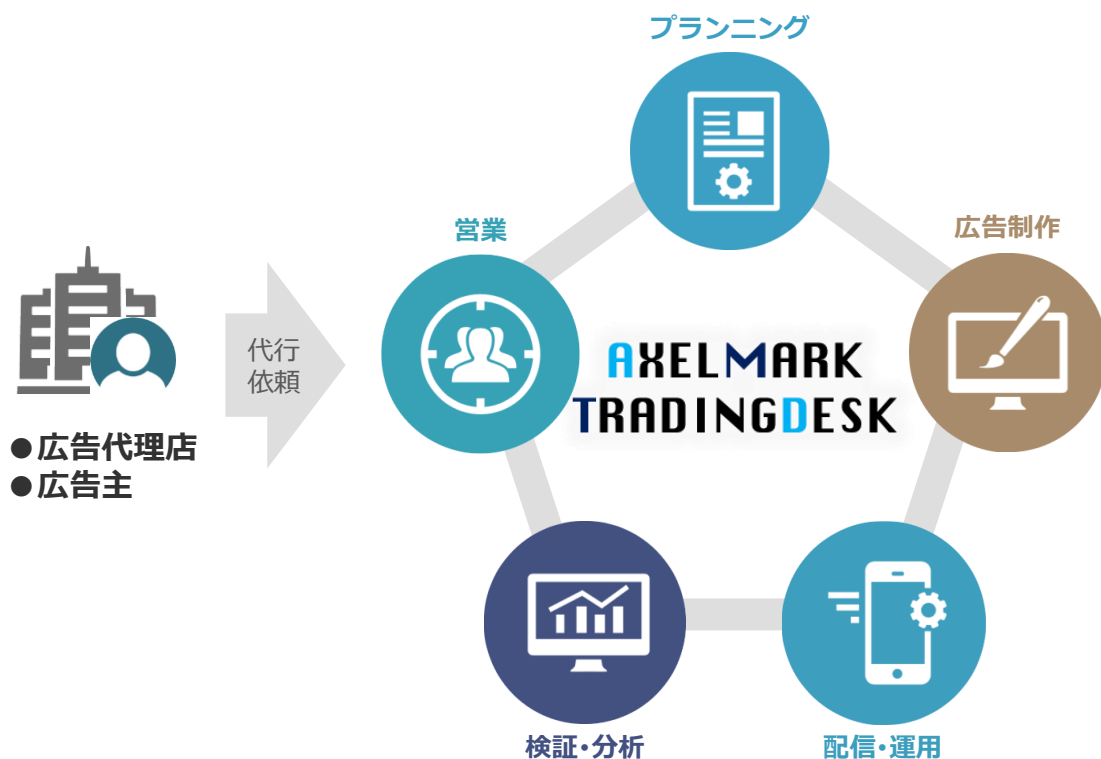 プランニング
営業
広告制作
代行
依頼
AXELMARK
TRADINGDESK
●広告代理店
●広告主
検証・分析
配信・運用